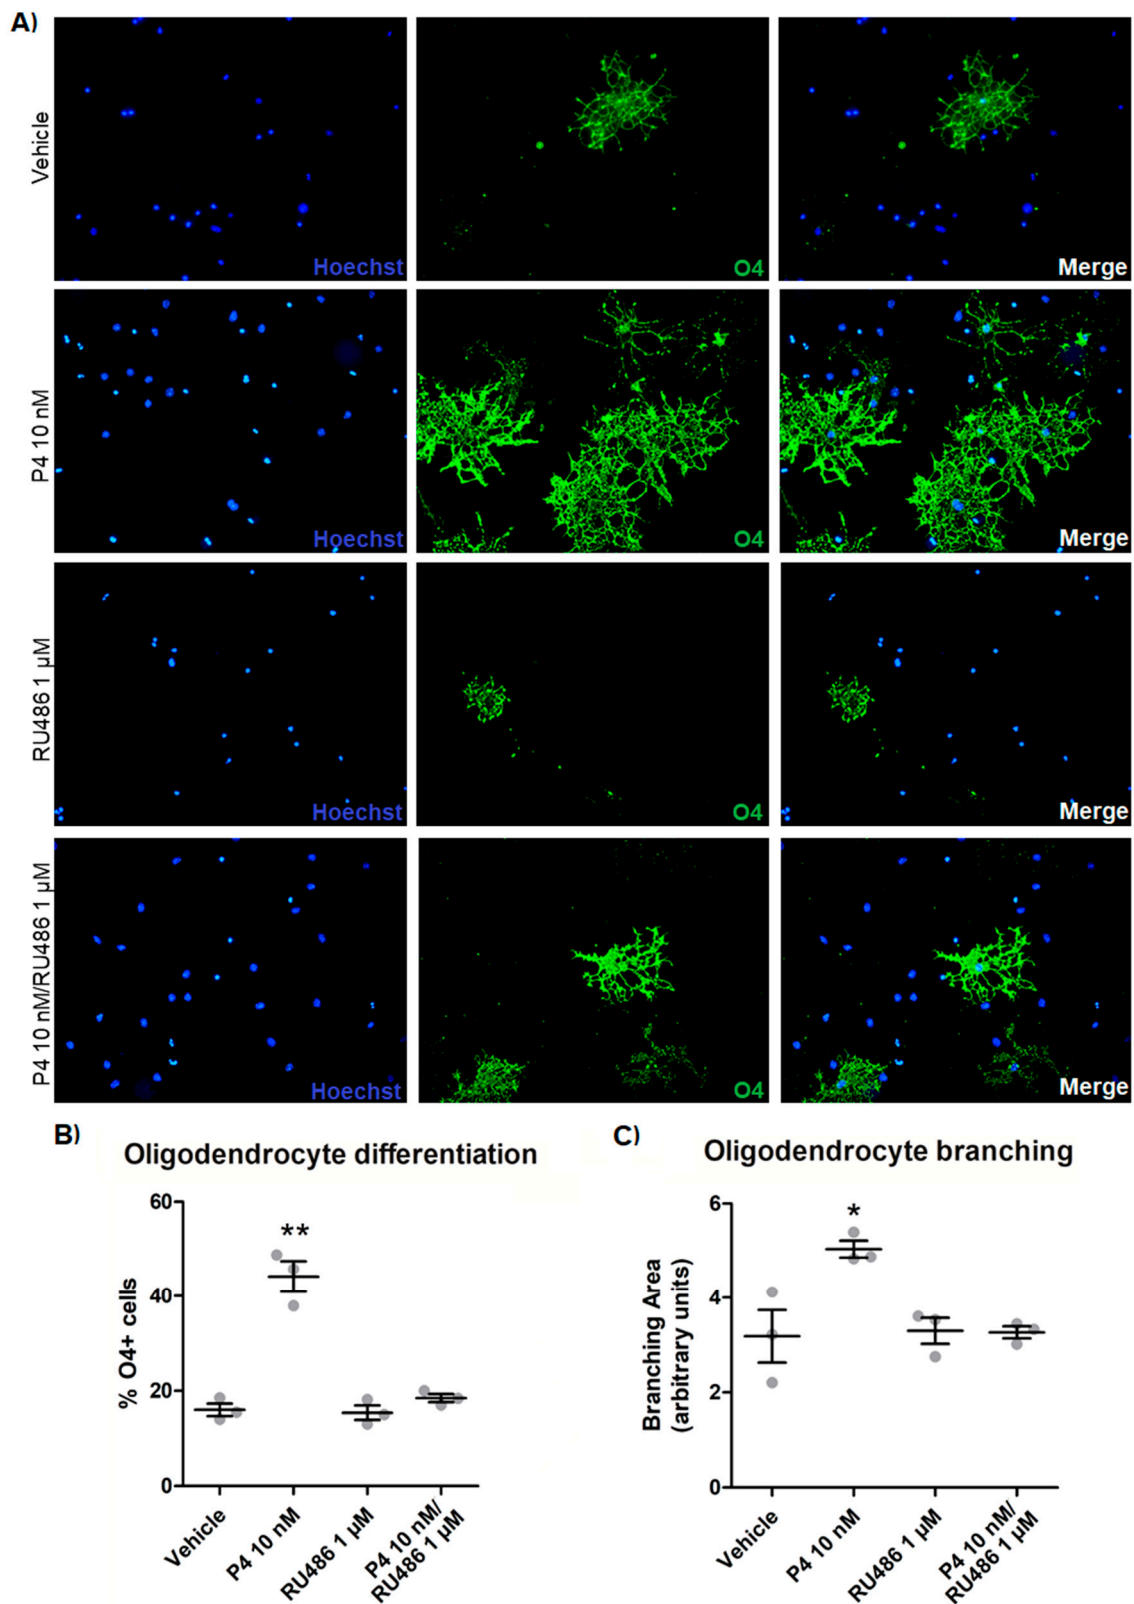 A)
Vehicle
Hoechst
O4
Merge
P4 10 nM
Hoechst
O4
Merge
RU486 1 µM
Hoechst
O4
Merge
P4 10 nM/RU486 1 µM
Hoechst
O4
Merge
B)
Oligodendrocyte differentiation
% O4+ cells
60
40
20
0
**
Vehicle
P4 10 nM
RU486 1 µM
P4 10 nM/
RU486 1 µM
C)
Oligodendrocyte branching
Branching Area
(arbitrary units)
6
4
2
0
*
Vehicle
P4 10 nM
RU486 1 µM
P4 10 nM/
RU486 1 µM